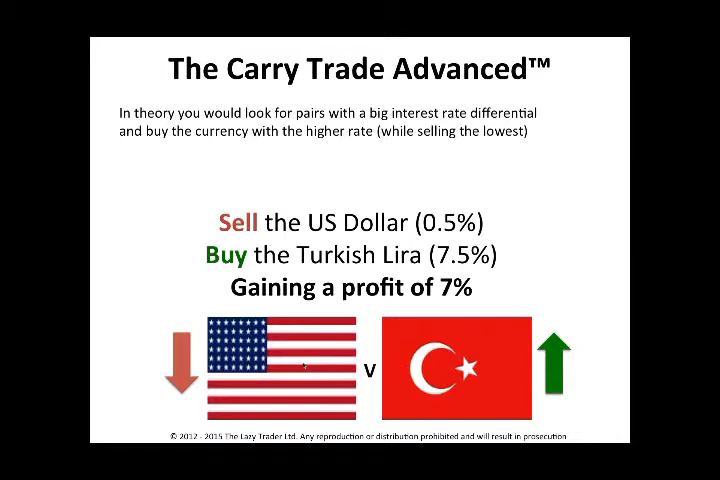 The Carry Trade Advanced™
In theory you would look for pairs with a big interest rate differential
and buy the currency with the higher rate (while selling the lowest)
Sell the US Dollar (0.5%)
Buy the Turkish Lira (7.5%)
Gaining a profit of 7%
v
© 2012 - 2015 The Lazy Trader Ltd. Any reproduction or distribution prohibited and will result in prosecution